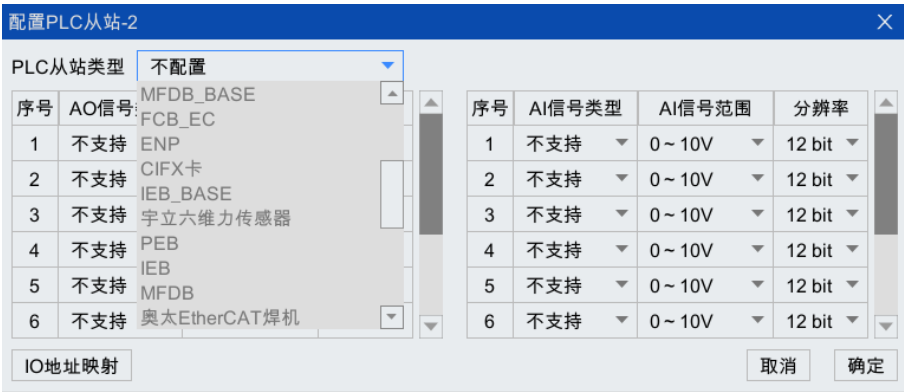 配置PLC从站-2
PLC从站类型 不配置
MFDB_BASE
FCB_EC
ENP
CIFX卡
IEB_BASE
宇立六维力传感器
PEB
IEB
MFDB
奥太EtherCAT焊机
序号 AO信号
1 不支持
2 不支持
3 不支持
4 不支持
5 不支持
6 不支持
序号 AI信号类型 AI信号范围 分辨率
1 不支持 0~10V 12 bit
2 不支持 0~10V 12 bit
3 不支持 0~10V 12 bit
4 不支持 0~10V 12 bit
5 不支持 0~10V 12 bit
6 不支持 0~10V 12 bit
IO地址映射 取消 确定